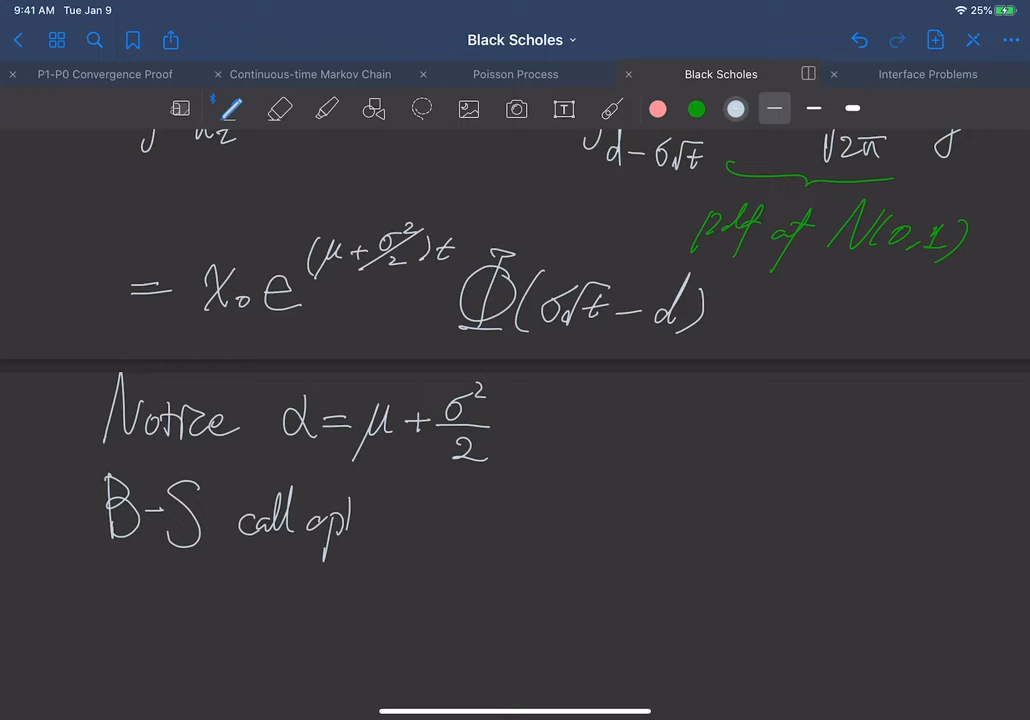 9:41 AM Tue Jan 9
25%
Black Scholes
P1-P0 Convergence Proof
Continuous-time Markov Chain
Poisson Process
Black Scholes
Interface Problems
d − σ√t √2π
pdf of N(0,1)
= x₀ e^((μ + σ²/2)t) Φ(σ√t − d)
Notice α = μ + σ²/2
B-S call opt